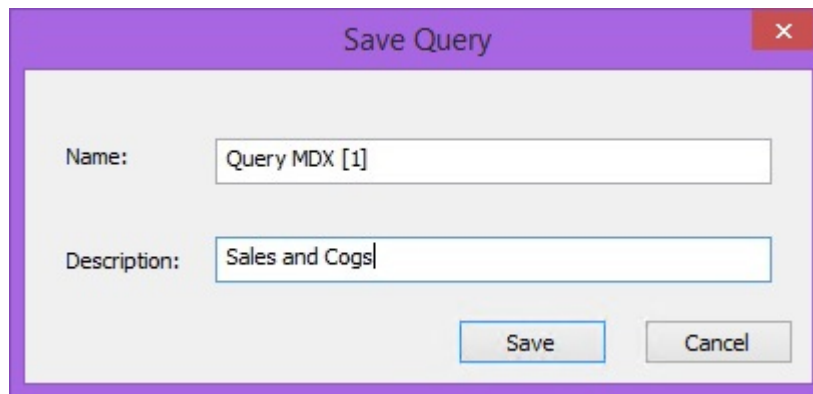 Save Query
Name: Query MDX [1]
Description: Sales and Cogs
Save Cancel